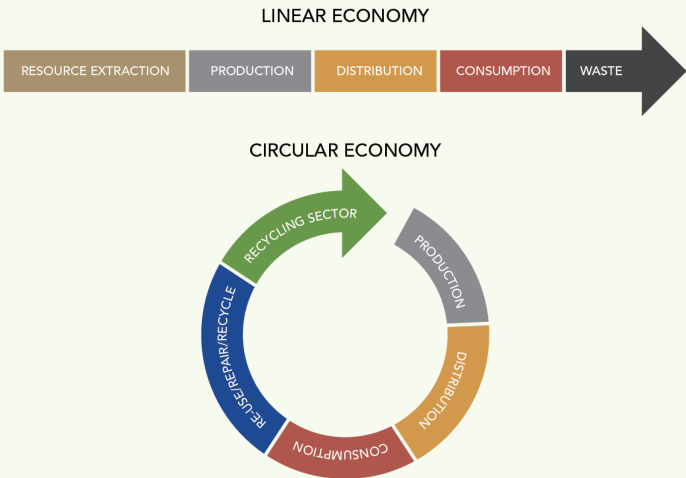 LINEAR ECONOMY
RESOURCE EXTRACTION
PRODUCTION
DISTRIBUTION
CONSUMPTION
WASTE
CIRCULAR ECONOMY
RECYCLING SECTOR
PRODUCTION
DISTRIBUTION
CONSUMPTION
RE-USE/REPAIR/RECYCLE